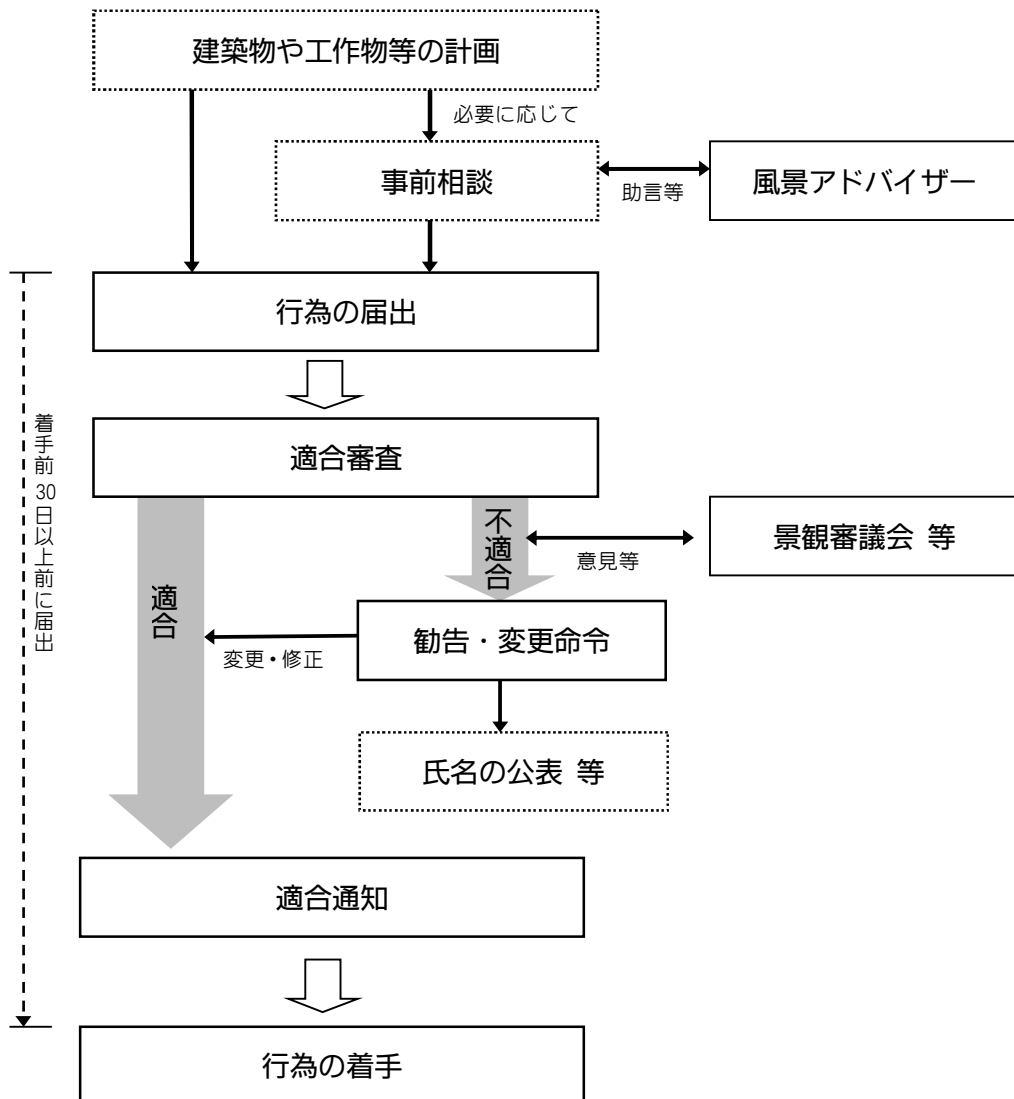 建築物や工作物等の計画
必要に応じて
事前相談
助言等
風景アドバイザー
行為の届出
着手前30日以上前に届出
適合審査
不適合
意見等
景観審議会 等
適合
勧告・変更命令
変更・修正
氏名の公表 等
適合通知
行為の着手